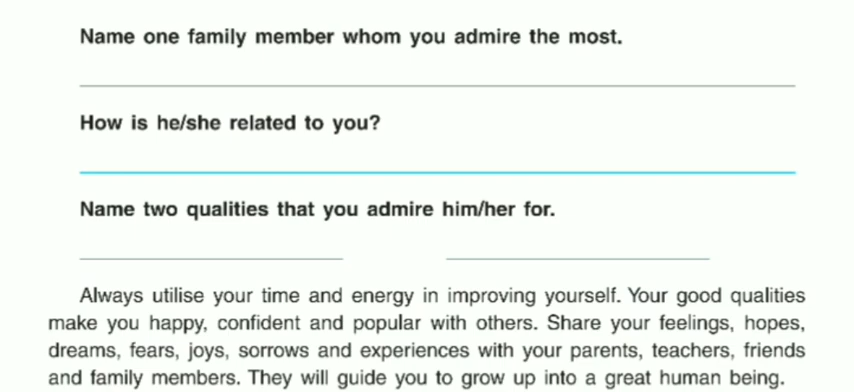 Name one family member whom you admire the most.
How is he/she related to you?
Name two qualities that you admire him/her for.
Always utilise your time and energy in improving yourself. Your good qualities
make you happy, confident and popular with others. Share your feelings, hopes,
dreams, fears, joys, sorrows and experiences with your parents, teachers, friends
and family members. They will guide you to grow up into a great human being.